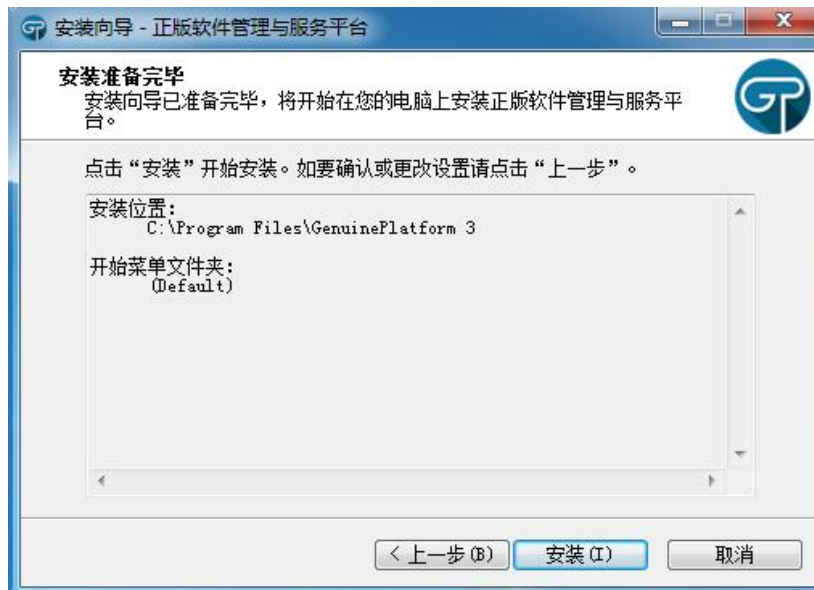 安装向导 - 正版软件管理与服务平台
安装准备完毕
安装向导已准备完毕，将开始在您的电脑上安装正版软件管理与服务平
台。
GP
点击“安装”开始安装。如要确认或更改设置请点击“上一步”。
安装位置：
C:\Program Files\GenuinePlatform 3
开始菜单文件夹：
(Default)
< 上一步(B) 安装(I) 取消